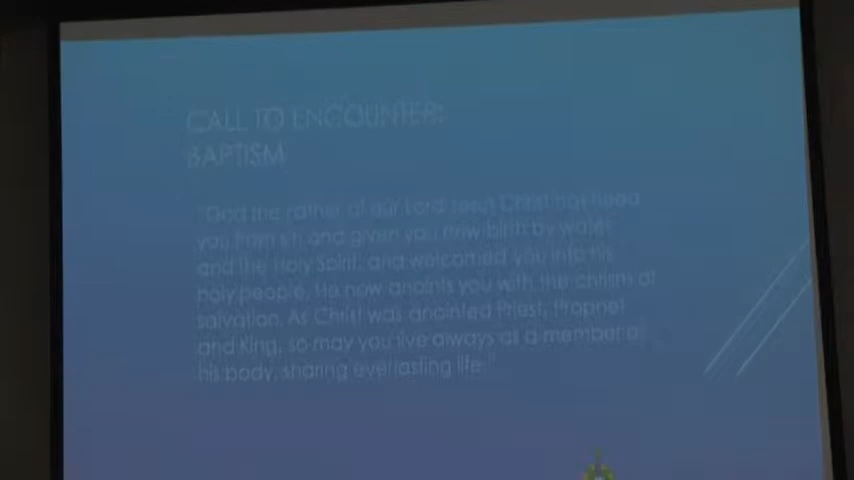 CALL TO ENCOUNTER:
BAPTISM
"God the father of our Lord Jesus Christ has freed
you from sin and given you new birth by water
and the Holy Spirit, and welcomed you into his
holy people. He now anoints you with the chrism of
salvation. As Christ was anointed Priest, Prophet
and King, so may you live always as a member of
his body, sharing everlasting life."